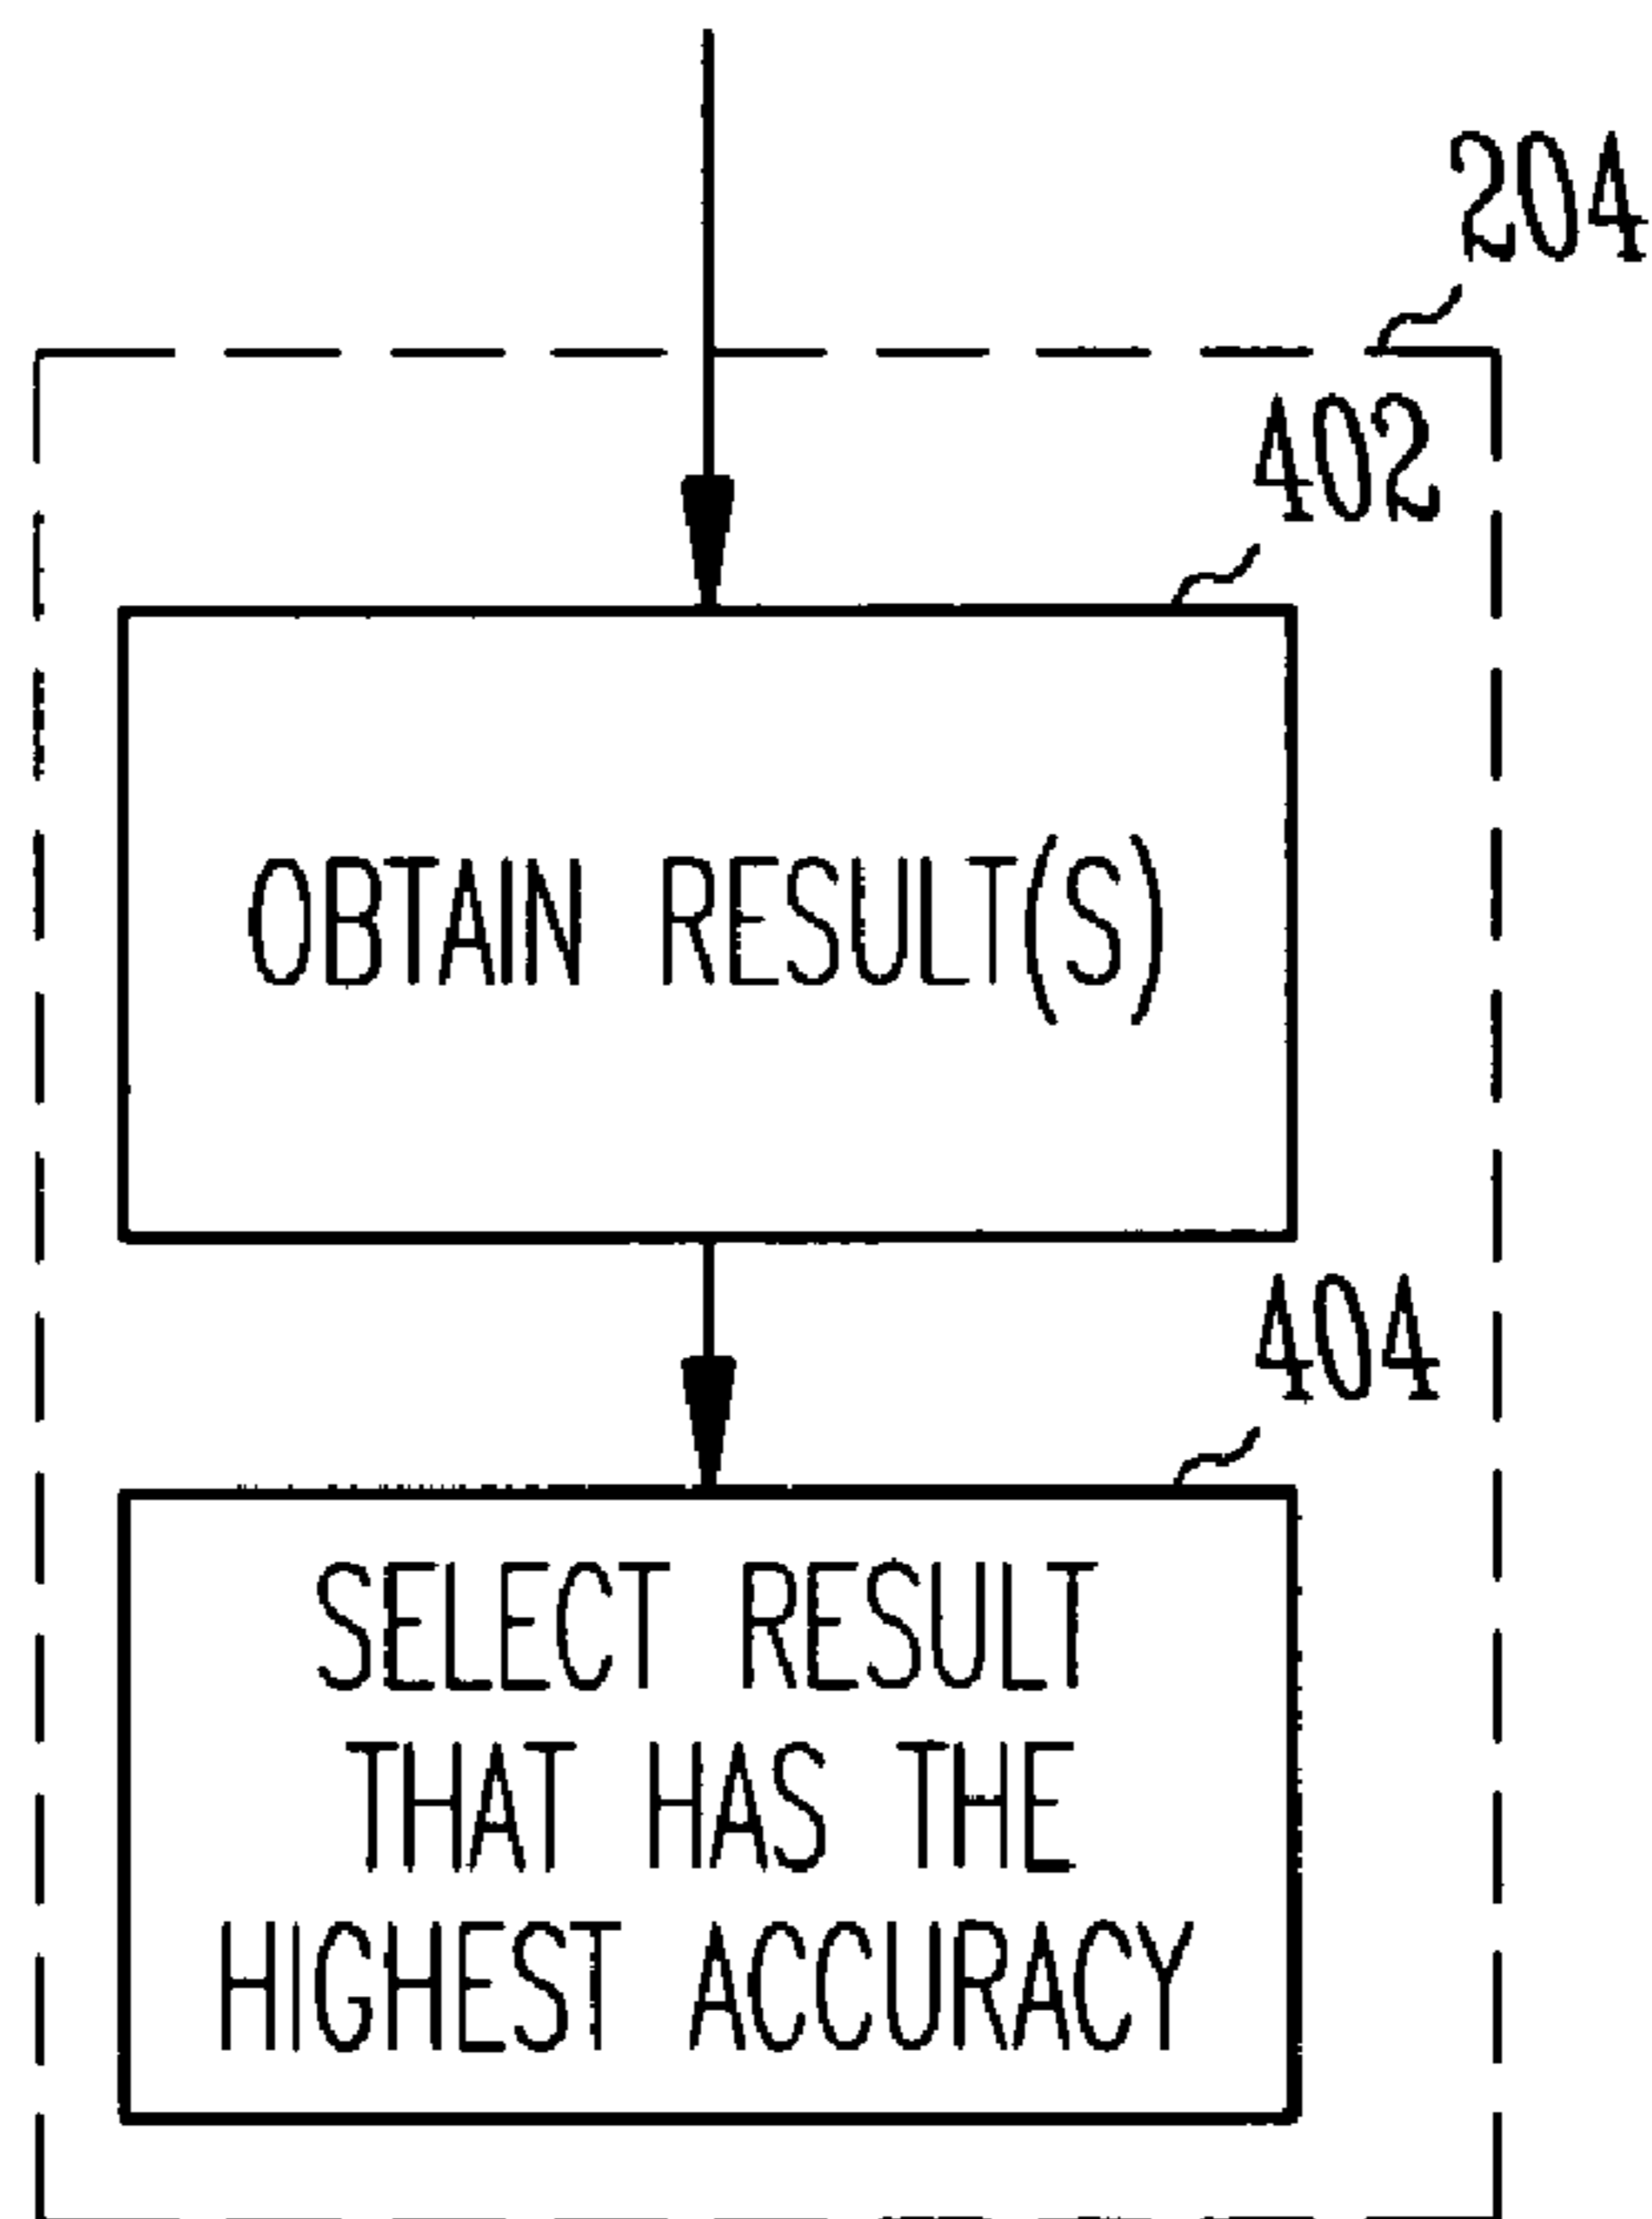 204
402
OBTAIN RESULT(S)
404
SELECT RESULT
THAT HAS THE
HIGHEST ACCURACY